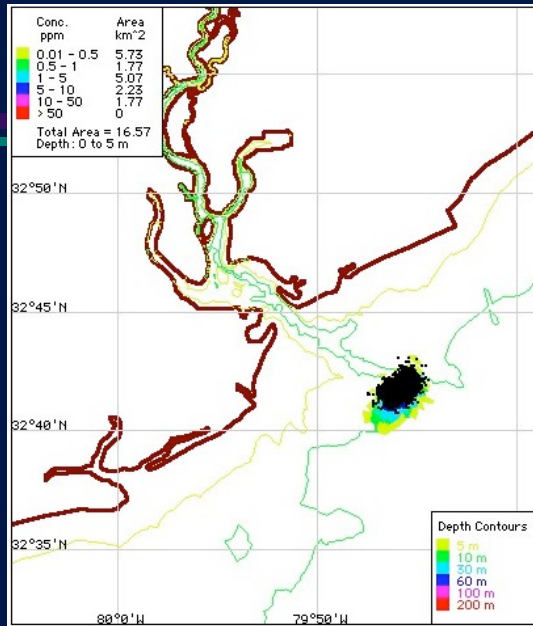 Conc. Area
ppm km^2
0.01 - 0.5 5.73
0.5 - 1 1.77
1 - 5 5.07
5 - 10 2.23
10 - 50 1.77
> 50 0
Total Area = 16.57
Depth: 0 to 5 m
32°50'N
32°45'N
32°40'N
32°35'N
80°0'W 79°50'W
Depth Contours
5 m
10 m
30 m
60 m
100 m
200 m